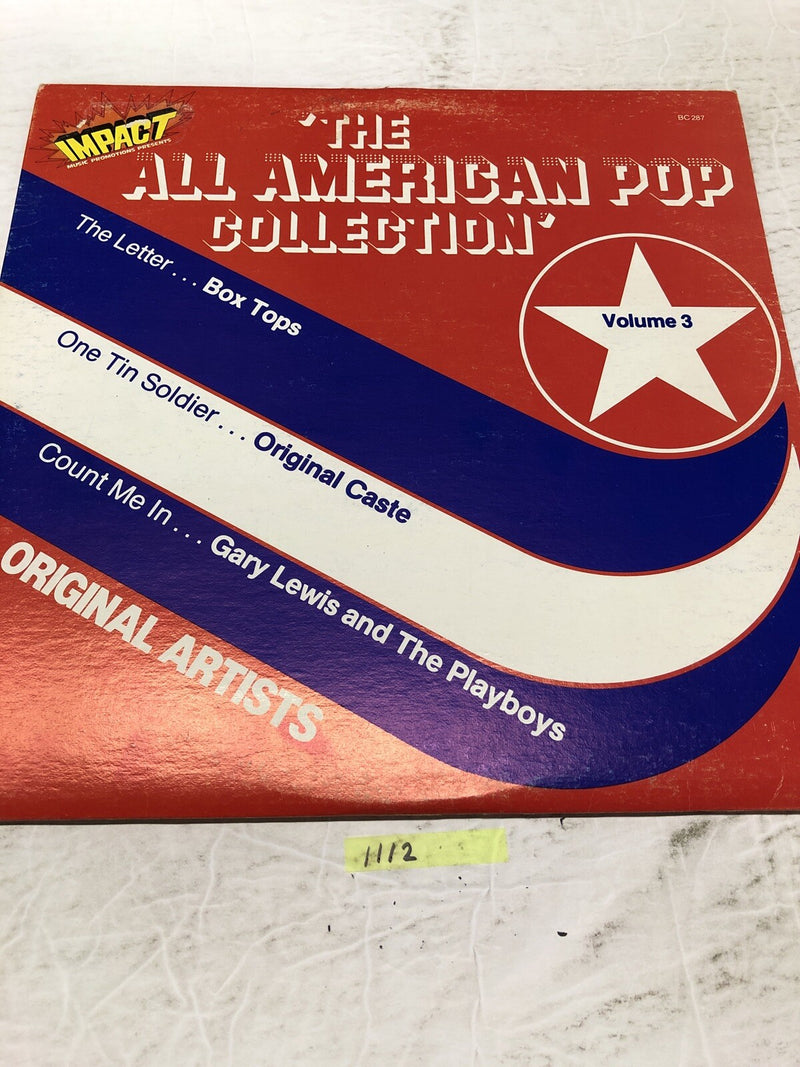 IMPACT
MUSIC PROMOTIONS PRESENTS
BC 287
'THE
ALL AMERICAN POP
COLLECTION'
Volume 3
The Letter... Box Tops
One Tin Soldier... Original Caste
Count Me In... Gary Lewis and The Playboys
ORIGINAL ARTISTS
1112